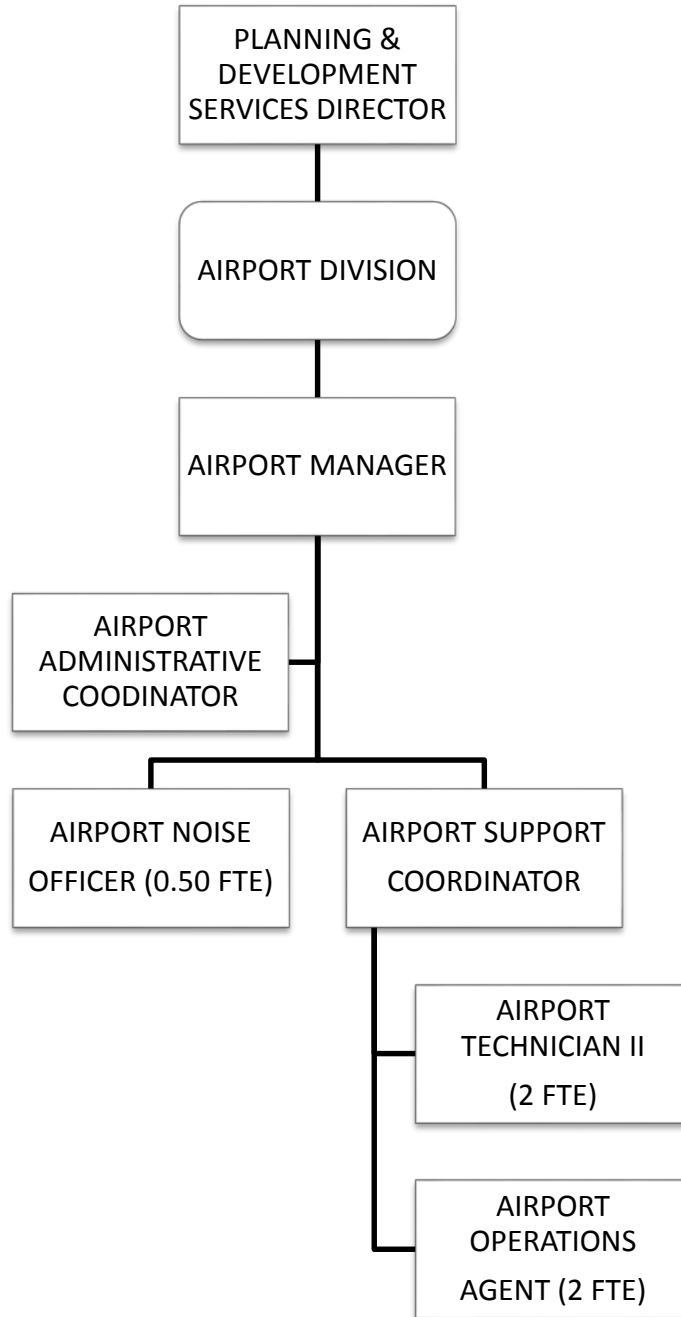 PLANNING &
DEVELOPMENT
SERVICES DIRECTOR
AIRPORT DIVISION
AIRPORT MANAGER
AIRPORT
ADMINISTRATIVE
COODINATOR
AIRPORT NOISE
OFFICER (0.50 FTE)
AIRPORT SUPPORT
COORDINATOR
AIRPORT
TECHNICIAN II
(2 FTE)
AIRPORT
OPERATIONS
AGENT (2 FTE)